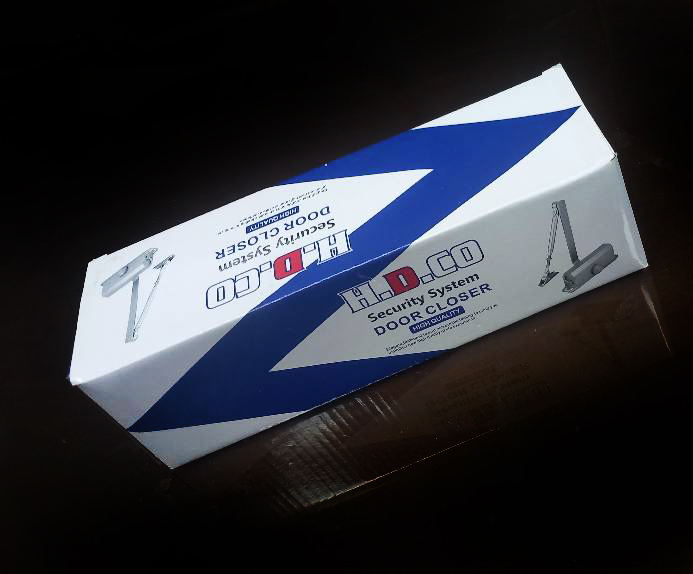 H.D.CO
Security System
DOOR CLOSER
HIGH QUALITY
H.D.CO
Security System
DOOR CLOSER
HIGH QUALITY